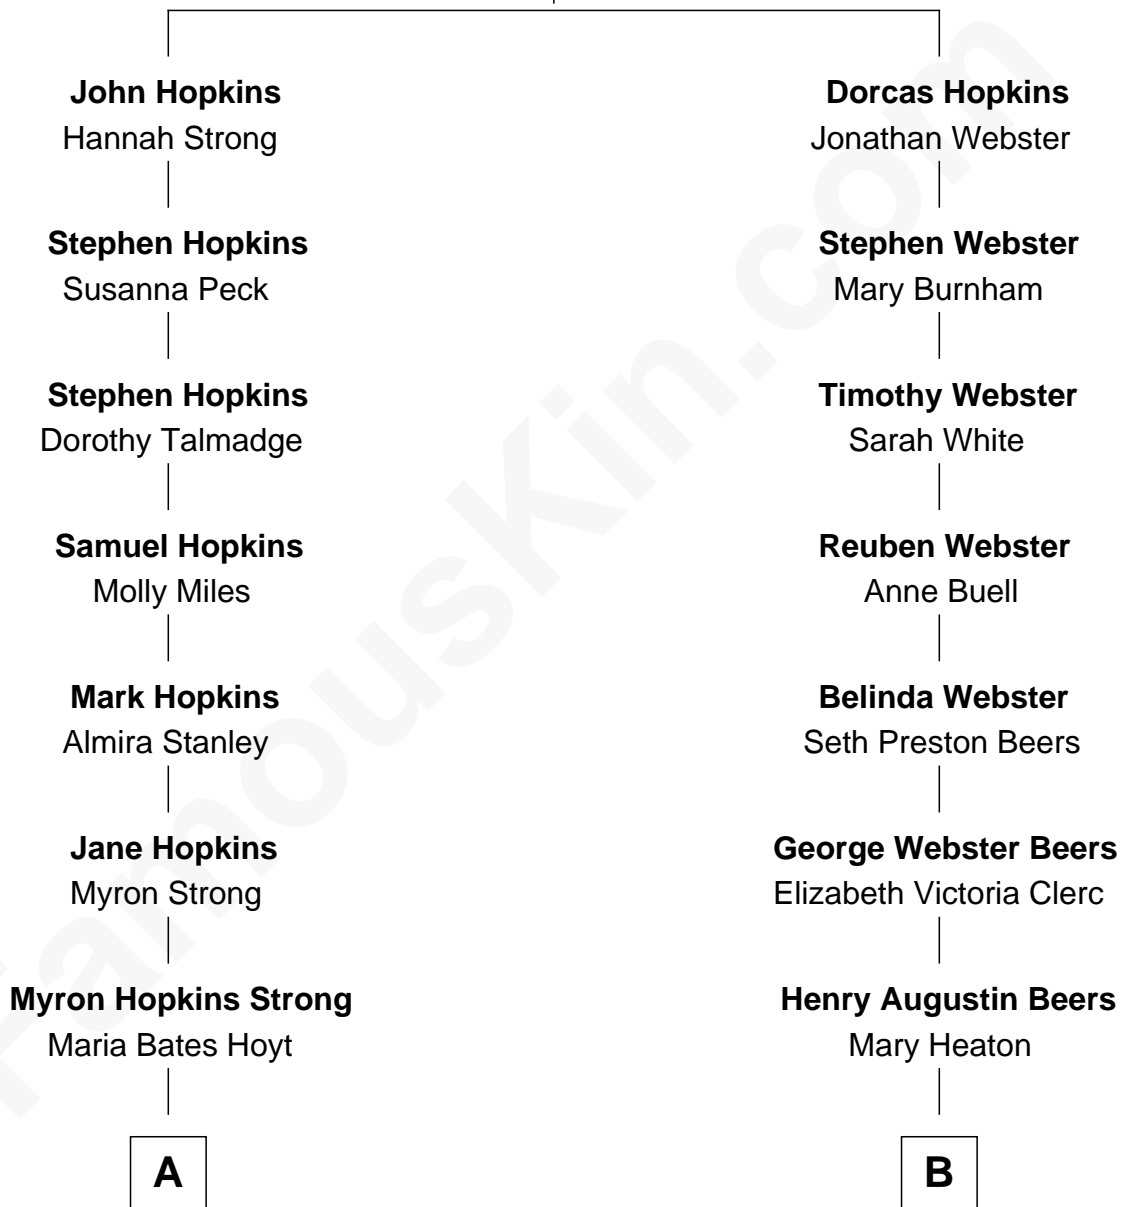 John Hopkins
Hannah Strong
Stephen Hopkins
Susanna Peck
Stephen Hopkins
Dorothy Talmadge
Samuel Hopkins
Molly Miles
Mark Hopkins
Almira Stanley
Jane Hopkins
Myron Strong
Myron Hopkins Strong
Maria Bates Hoyt
A
Dorcas Hopkins
Jonathan Webster
Stephen Webster
Mary Burnham
Timothy Webster
Sarah White
Reuben Webster
Anne Buell
Belinda Webster
Seth Preston Beers
George Webster Beers
Elizabeth Victoria Clerc
Henry Augustin Beers
Mary Heaton
B
FamousKin.com